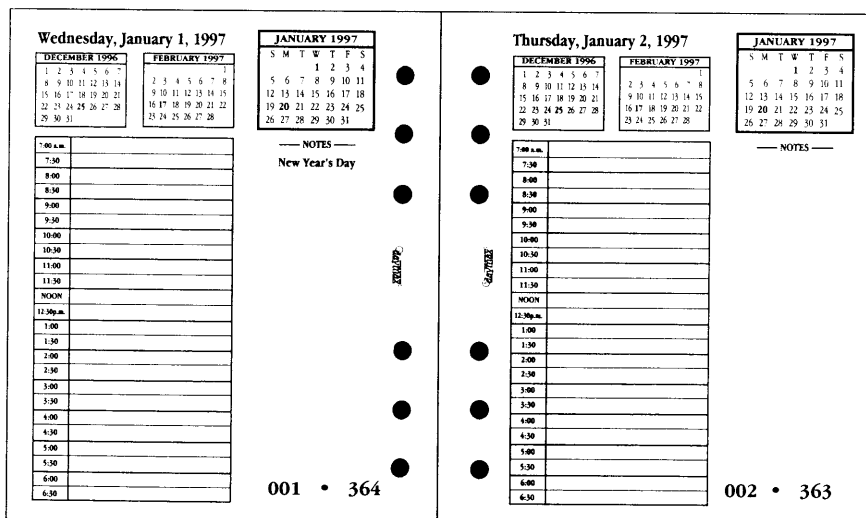 Wednesday, January 1, 1997
DECEMBER 1996
1 2 3 4 5 6 7
8 9 10 11 12 13 14
15 16 17 18 19 20 21
22 23 24 25 26 27 28
29 30 31
FEBRUARY 1997
1
2 3 4 5 6 7 8
9 10 11 12 13 14 15
16 17 18 19 20 21 22
23 24 25 26 27 28
JANUARY 1997
S M T W T F S
1 2 3 4
5 6 7 8 9 10 11
12 13 14 15 16 17 18
19 20 21 22 23 24 25
26 27 28 29 30 31
NOTES
New Year's Day
7:00 a.m.
7:30
8:00
8:30
9:00
9:30
10:00
10:30
11:00
11:30
NOON
12:30p.m.
1:00
1:30
2:00
2:30
3:00
3:30
4:00
4:30
5:00
5:30
6:00
6:30
daymax
001 • 364
Thursday, January 2, 1997
DECEMBER 1996
1 2 3 4 5 6 7
8 9 10 11 12 13 14
15 16 17 18 19 20 21
22 23 24 25 26 27 28
29 30 31
FEBRUARY 1997
1
2 3 4 5 6 7 8
9 10 11 12 13 14 15
16 17 18 19 20 21 22
23 24 25 26 27 28
JANUARY 1997
S M T W T F S
1 2 3 4
5 6 7 8 9 10 11
12 13 14 15 16 17 18
19 20 21 22 23 24 25
26 27 28 29 30 31
NOTES
7:00 a.m.
7:30
8:00
8:30
9:00
9:30
10:00
10:30
11:00
11:30
NOON
12:30p.m.
1:00
1:30
2:00
2:30
3:00
3:30
4:00
4:30
5:00
5:30
6:00
6:30
daymax
002 • 363